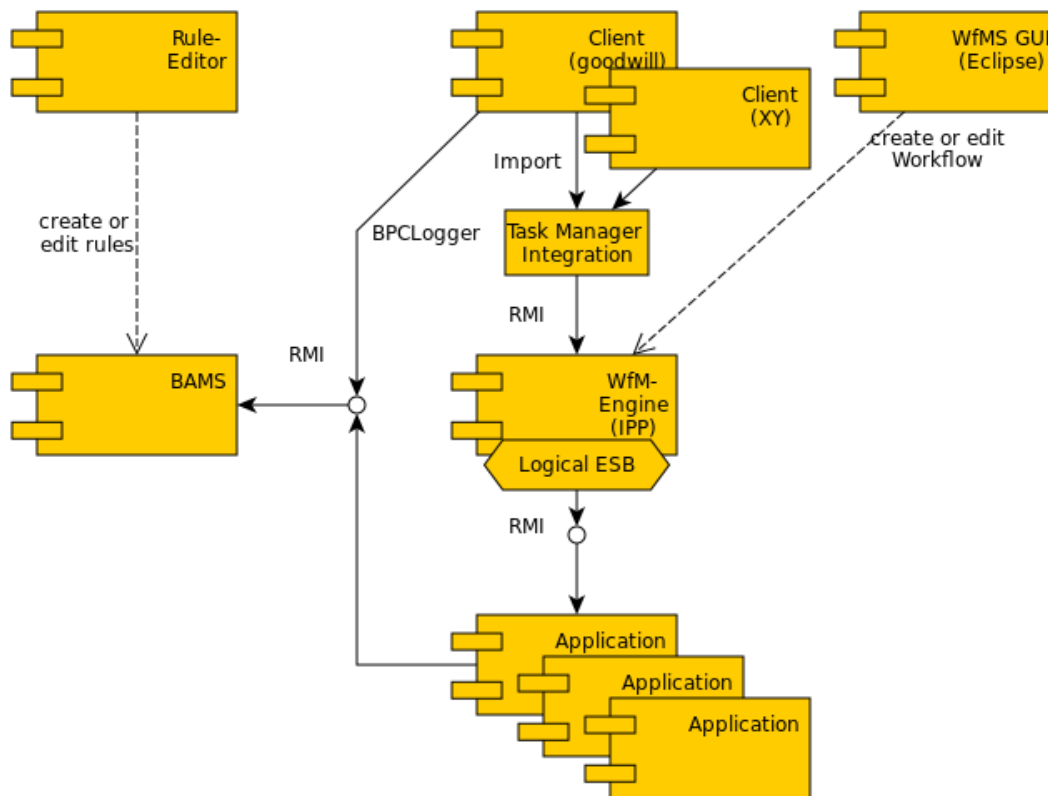 Rule-
Editor
Client
(goodwill)
WfMS GUI
(Eclipse)
Client
(XY)
create or edit
Workflow
Import
create or
edit rules
BPCLogger
Task Manager
Integration
RMI
RMI
BAMS
WfM-
Engine
(IPP)
Logical ESB
RMI
Application
Application
Application